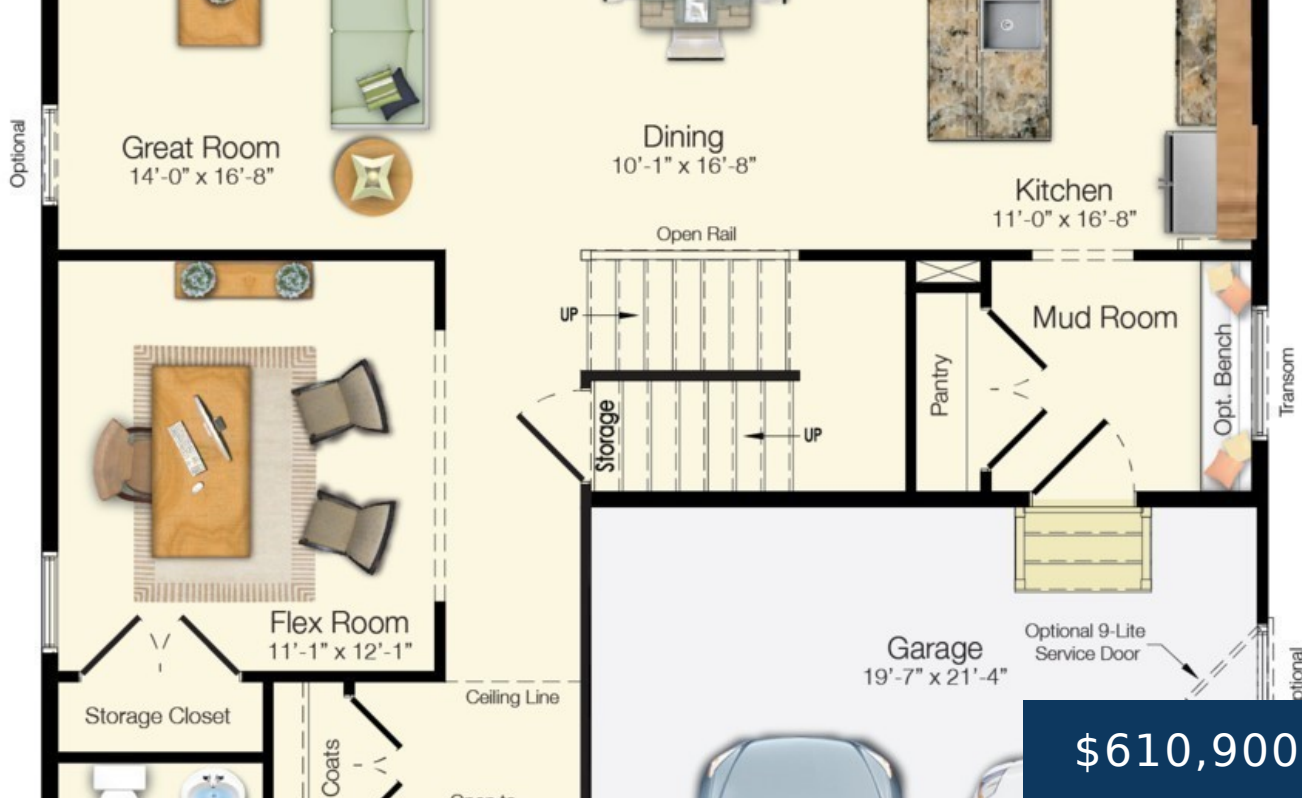 Optional
Great Room
14'-0" x 16'-8"
Dining
10'-1" x 16'-8"
Kitchen
11'-0" x 16'-8"
Open Rail
UP
Mud Room
Pantry
Opt. Bench
Transom
Storage
UP
Flex Room
11'-1" x 12'-1"
Optional 9-Lite
Service Door
Garage
19'-7" x 21'-4"
Ceiling Line
Storage Closet
Coats
$610,900